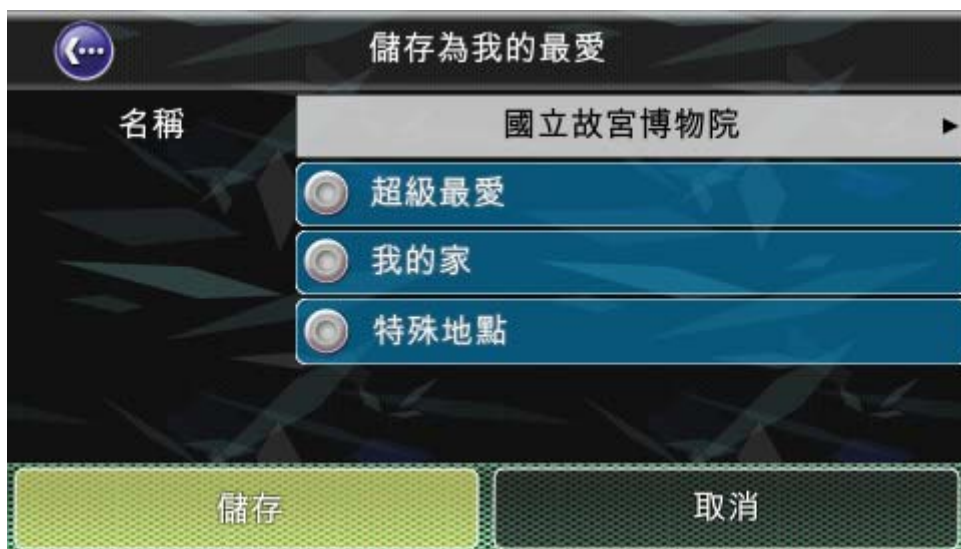 儲存為我的最愛
名稱 國立故宮博物院
超級最愛
我的家
特殊地點
儲存 取消